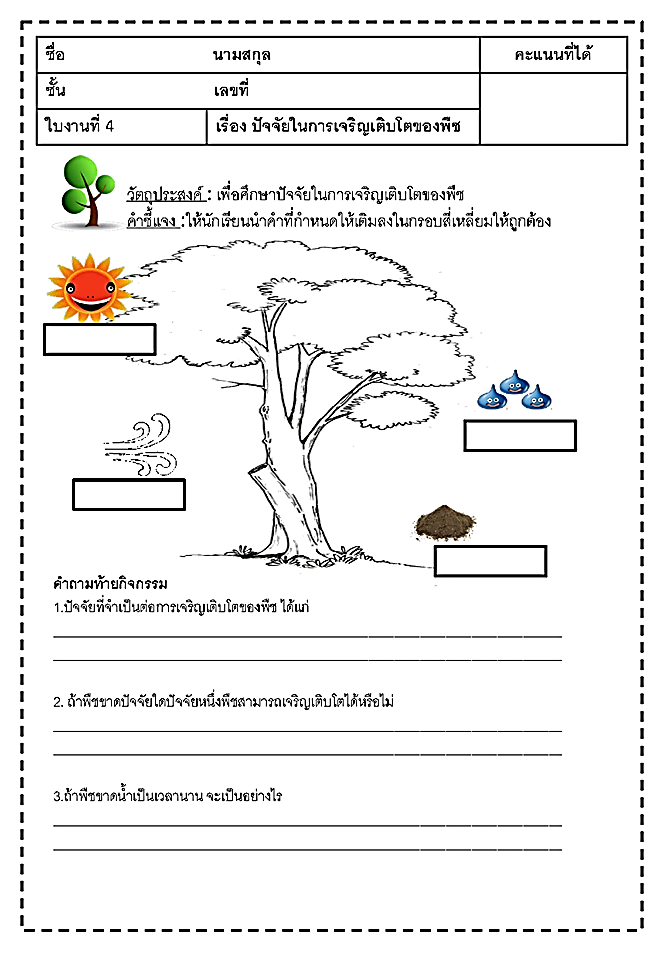 ชื่อ นามสกุล คะแนนที่ได้
ชั้น เลขที่
ใบงานที่ 4 เรื่อง ปัจจัยในการเจริญเติบโตของพืช
วัตถุประสงค์ : เพื่อศึกษาปัจจัยในการเจริญเติบโตของพืช
คำชี้แจง :ให้นักเรียนนำคำที่กำหนดให้เติมลงในกรอบสี่เหลี่ยมให้ถูกต้อง
คำถามท้ายกิจกรรม
1.ปัจจัยที่จำเป็นต่อการเจริญเติบโตของพืช ได้แก่
2. ถ้าพืชขาดปัจจัยใดปัจจัยหนึ่งพืชสามารถเจริญเติบโตได้หรือไม่
3.ถ้าพืชขาดน้ำเป็นเวลานาน จะเป็นอย่างไร